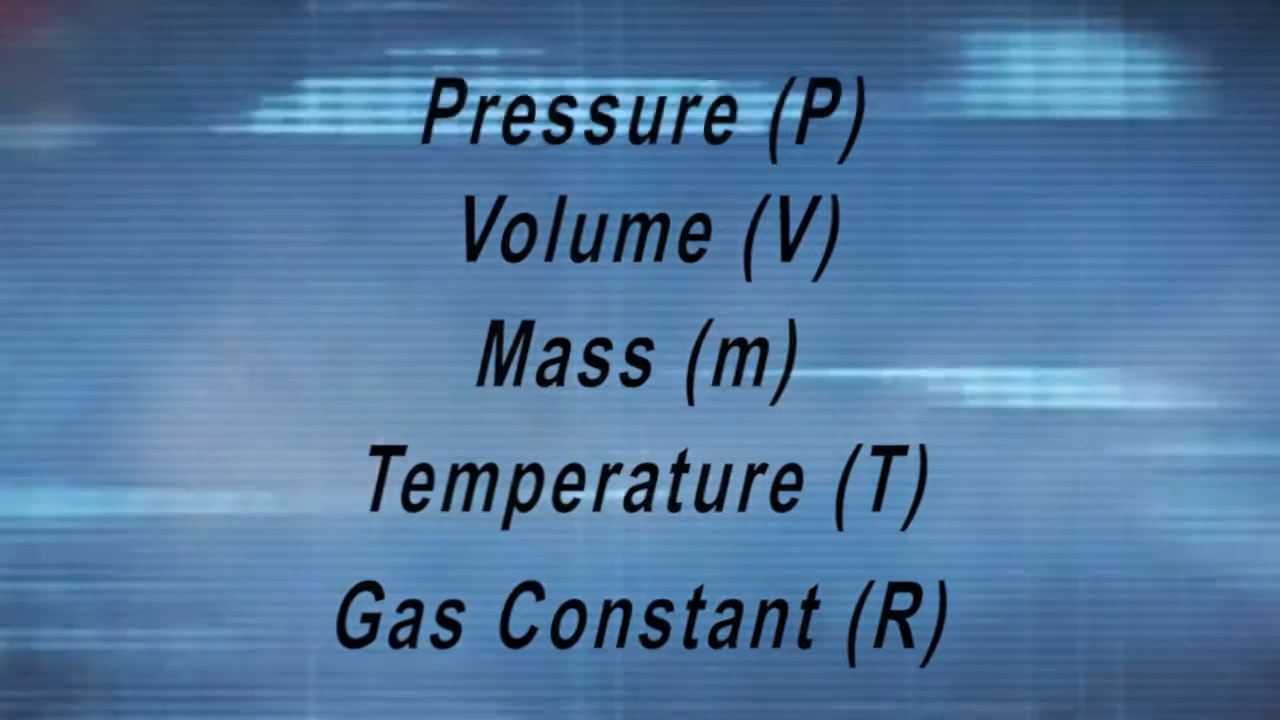 Pressure (P)
Volume (V)
Mass (m)
Temperature (T)
Gas Constant (R)